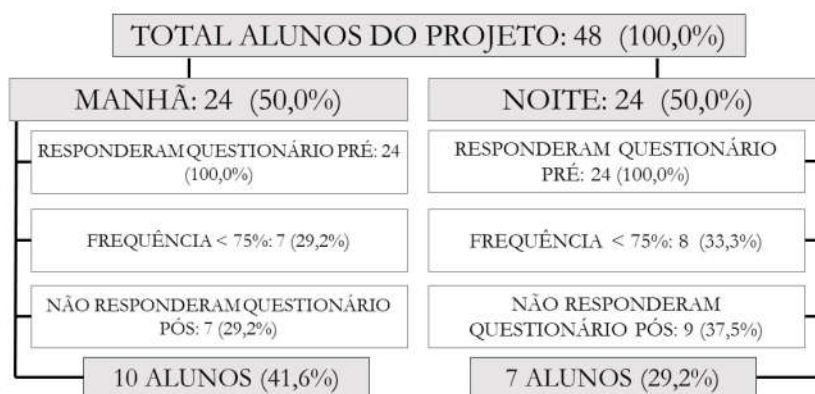 TOTAL ALUNOS DO PROJETO: 48 (100,0%)
MANHÃ: 24 (50,0%)
RESPONDERAM QUESTIONÁRIO PRÉ: 24
(100,0%)
FREQUÊNCIA < 75%: 7 (29,2%)
NÃO RESPONDERAM QUESTIONÁRIO
PÓS: 7 (29,2%)
10 ALUNOS (41,6%)
NOITE: 24 (50,0%)
RESPONDERAM QUESTIONÁRIO
PRÉ: 24 (100,0%)
FREQUÊNCIA < 75%: 8 (33,3%)
NÃO RESPONDERAM
QUESTIONÁRIO PÓS: 9 (37,5%)
7 ALUNOS (29,2%)